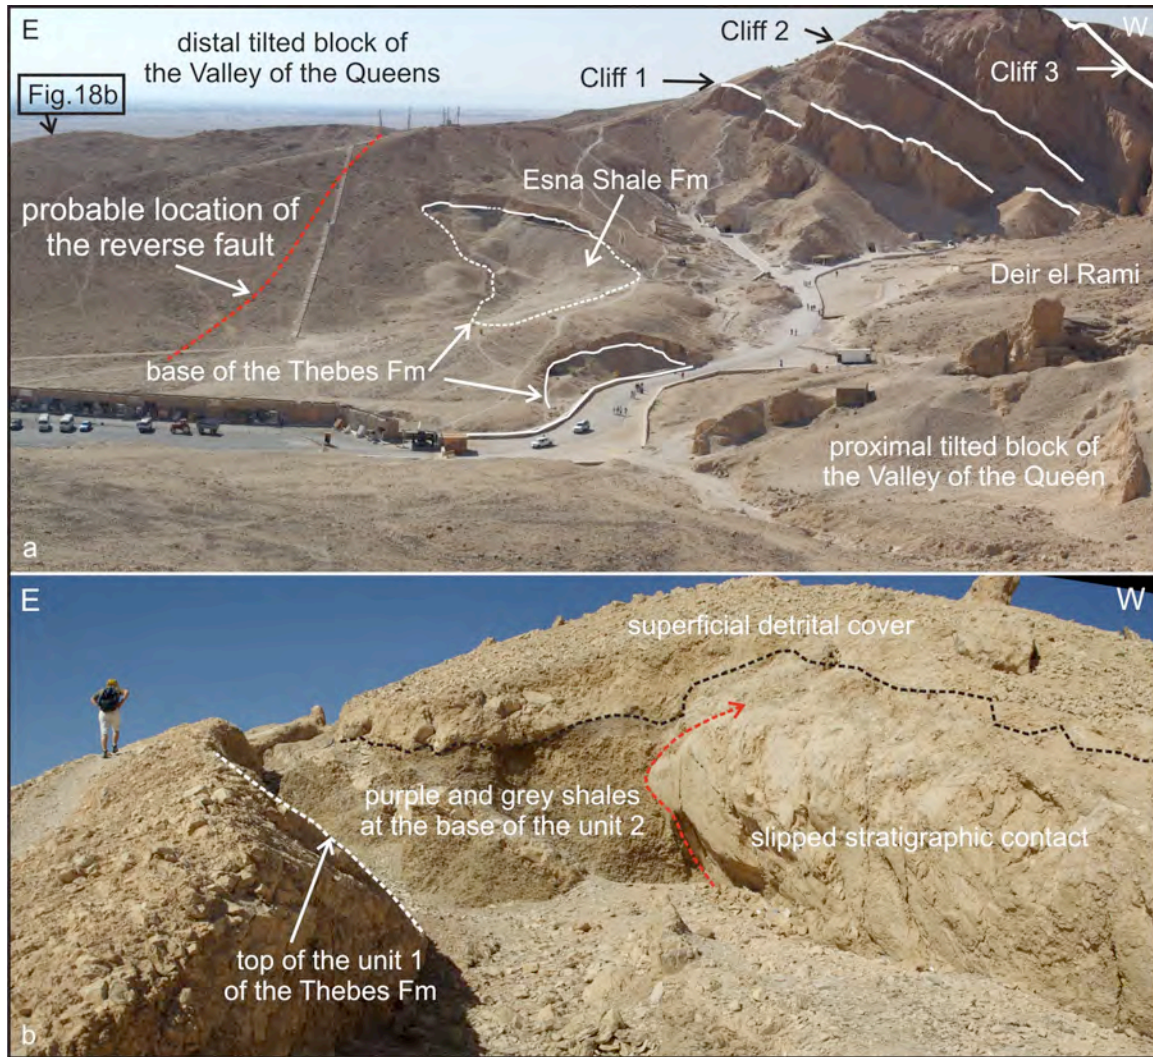 E
distal tilted block of
the Valley of the Queens
Cliff 2
W
Cliff 1
Cliff 3
Fig.18b
Esna Shale Fm
probable location of
the reverse fault
Deir el Rami
base of the Thebes Fm
proximal tilted block of
the Valley of the Queen
a
E
W
superficial detrital cover
purple and grey shales
at the base of the unit 2
slipped stratigraphic contact
top of the unit 1
of the Thebes Fm
b